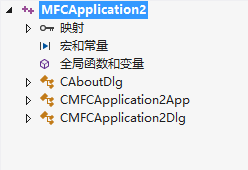 MFCApplication2
映射
宏和常量
全局函数和变量
CAboutDlg
CMFCApplication2App
CMFCApplication2Dlg